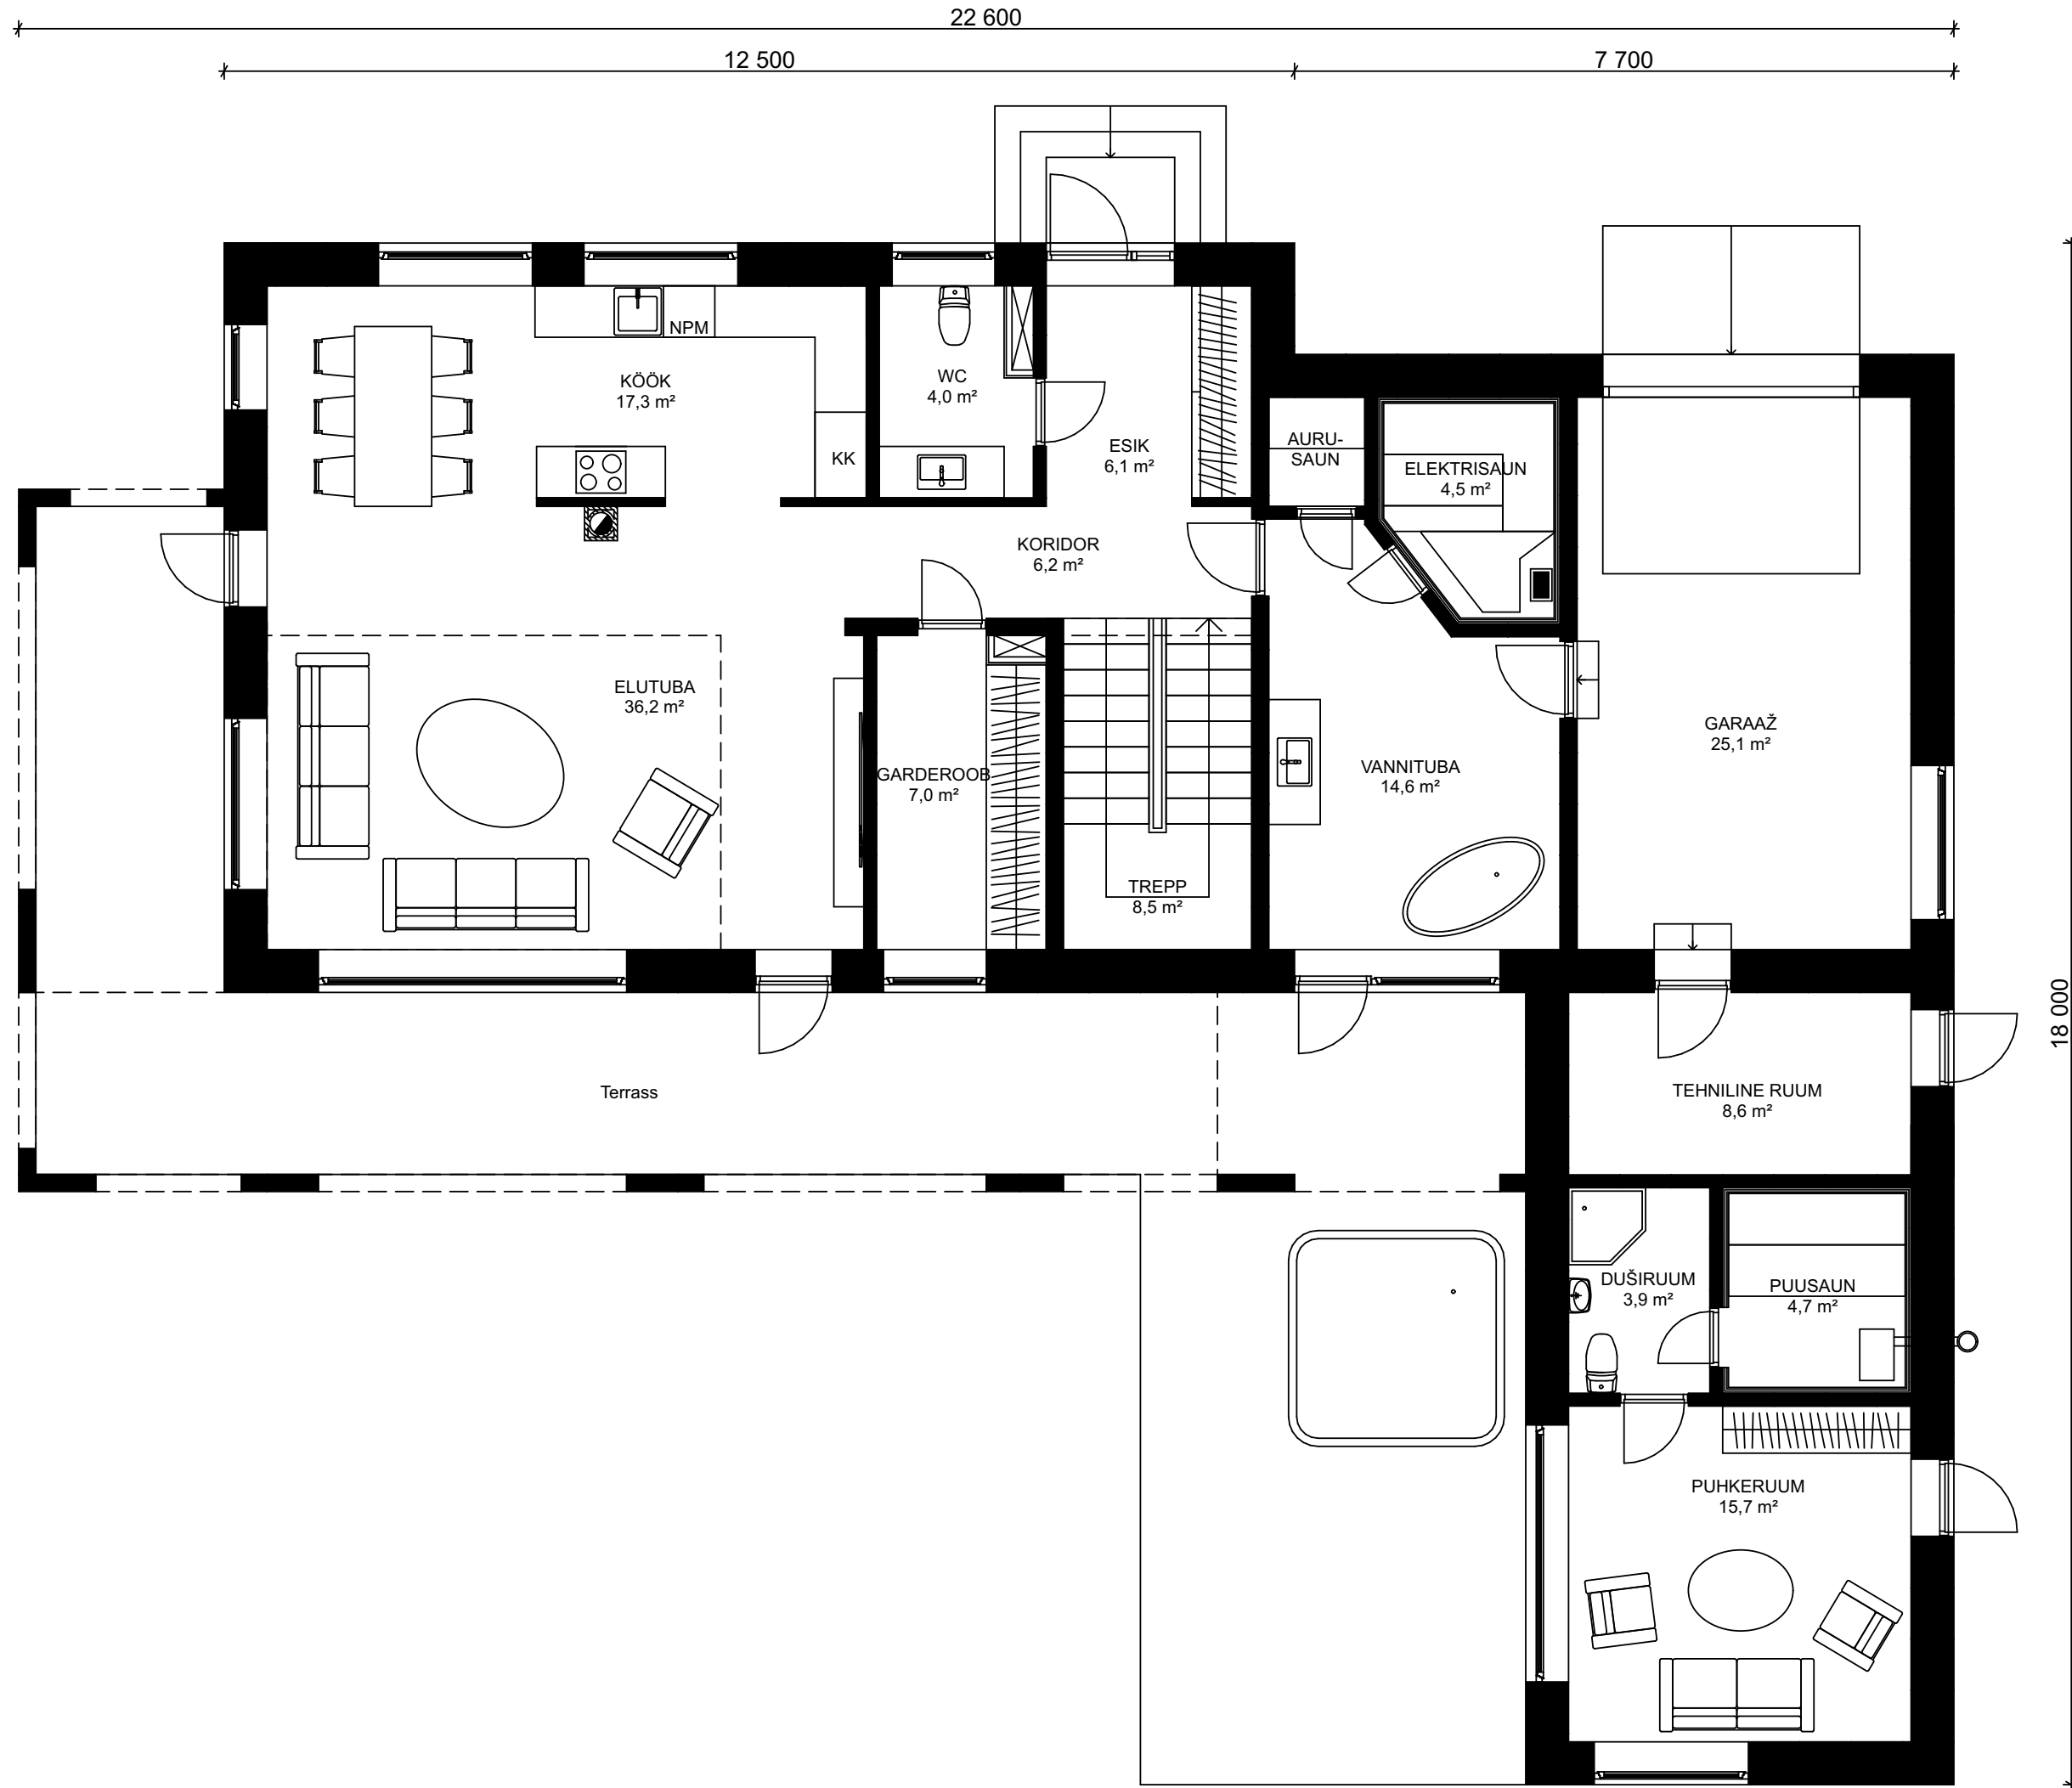 22 600
12 500
7 700
NPM
KÖÖK
17,3 m²
WC
4,0 m²
KK
ESIK
6,1 m²
AURU-
SAUN
ELEKTRISAUN
4,5 m²
KORIDOR
6,2 m²
ELUTUBA
36,2 m²
GARDEROOB
7,0 m²
TREPP
8,5 m²
VANNITUBA
14,6 m²
GARAAŽ
25,1 m²
18 000
Terrass
TEHNILINE RUUM
8,6 m²
DUŠIRUUM
3,9 m²
PUUSAUN
4,7 m²
PUHKERUUM
15,7 m²